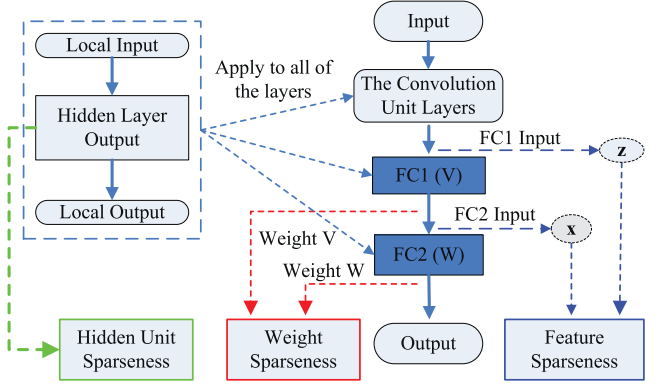 Local Input
Hidden Layer
Output
Local Output
Apply to all of
the layers
Input
The Convolution
Unit Layers
FC1 Input
z
FC1 (V)
FC2 Input
x
Weight V
FC2 (W)
Weight W
Output
Hidden Unit
Sparseness
Weight
Sparseness
Feature
Sparseness